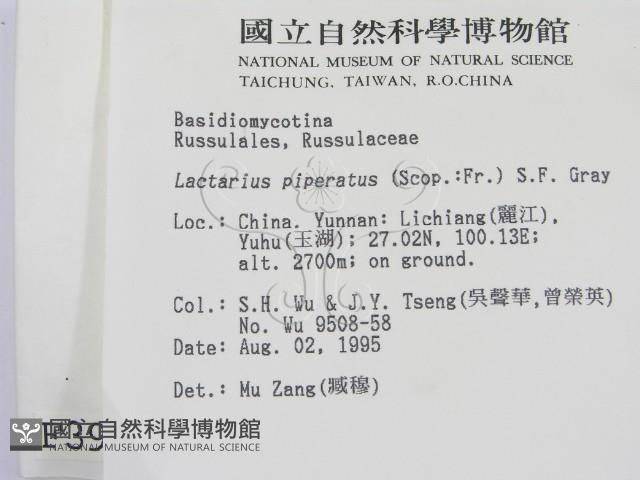 國立自然科學博物館
NATIONAL MUSEUM OF NATURAL SCIENCE
TAICHUNG, TAIWAN, R.O.CHINA
Basidiomycotina
Russulales, Russulaceae
Lactarius piperatus (Scop.:Fr.) S.F. Gray
Loc.: China. Yunnan: Lichiang(麗江),
Yuhu(玉湖); 27.02N, 100.13E;
alt. 2700m; on ground.
Col.: S.H. Wu & J.Y. Tseng(吳聲華,曾榮英)
No. Wu 9508-58
Date: Aug. 02, 1995
Det.: Mu Zang(臧穆)
國立自然科學博物館
NATIONAL MUSEUM OF NATURAL SCIENCE